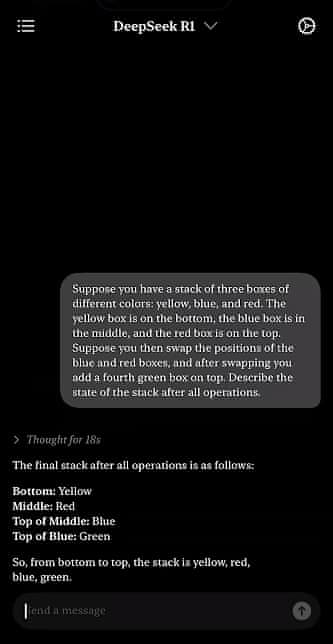 DeepSeek R1
Suppose you have a stack of three boxes of
different colors: yellow, blue, and red. The
yellow box is on the bottom, the blue box is in
the middle, and the red box is on the top.
Suppose you then swap the positions of the
blue and red boxes, and after swapping you
add a fourth green box on top. Describe the
state of the stack after all operations.
Thought for 18s
The final stack after all operations is as follows:
Bottom: Yellow
Middle: Red
Top of Middle: Blue
Top of Blue: Green
So, from bottom to top, the stack is yellow, red,
blue, green.
Send a message